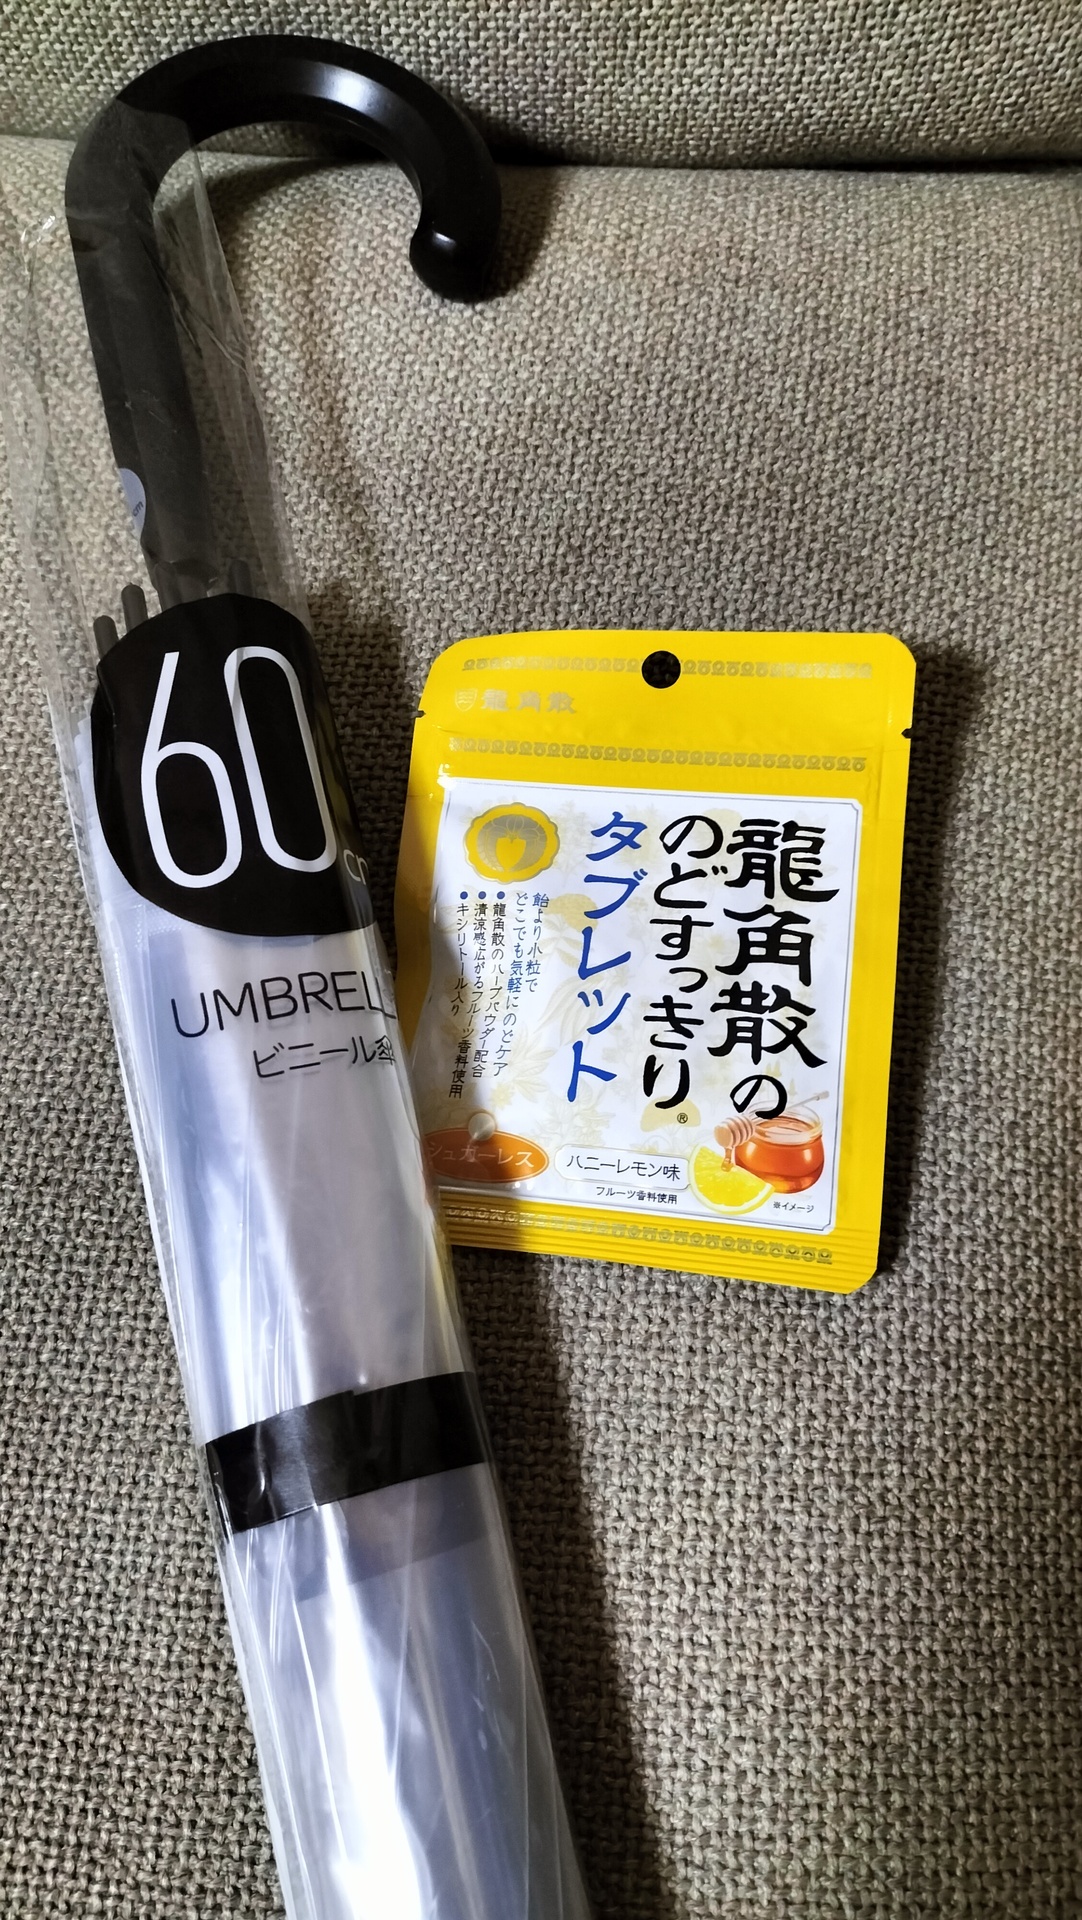 60
cm
UMBREL
ビニール傘
龍角散
龍角散の
のどすっきり®
タブレット
飴より小粒で
どこでも気軽にのどケア
●龍角散のハーブパウダー配合
●清涼感広がるフルーツ香料使用
●キシリトール入り
シュガーレス
ハニーレモン味
フルーツ香料使用
※イメージ